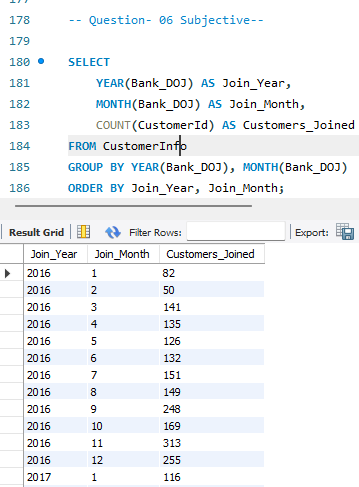 177
178 -- Question- 06 Subjective--
179
180 SELECT
181 YEAR(Bank_DOJ) AS Join_Year,
182 MONTH(Bank_DOJ) AS Join_Month,
183 COUNT(CustomerId) AS Customers_Joined
184 FROM CustomerInfo
185 GROUP BY YEAR(Bank_DOJ), MONTH(Bank_DOJ)
186 ORDER BY Join_Year, Join_Month;
Result Grid Filter Rows: Export:
Join_Year Join_Month Customers_Joined
2016 1 82
2016 2 50
2016 3 141
2016 4 135
2016 5 126
2016 6 132
2016 7 151
2016 8 149
2016 9 248
2016 10 169
2016 11 313
2016 12 255
2017 1 116